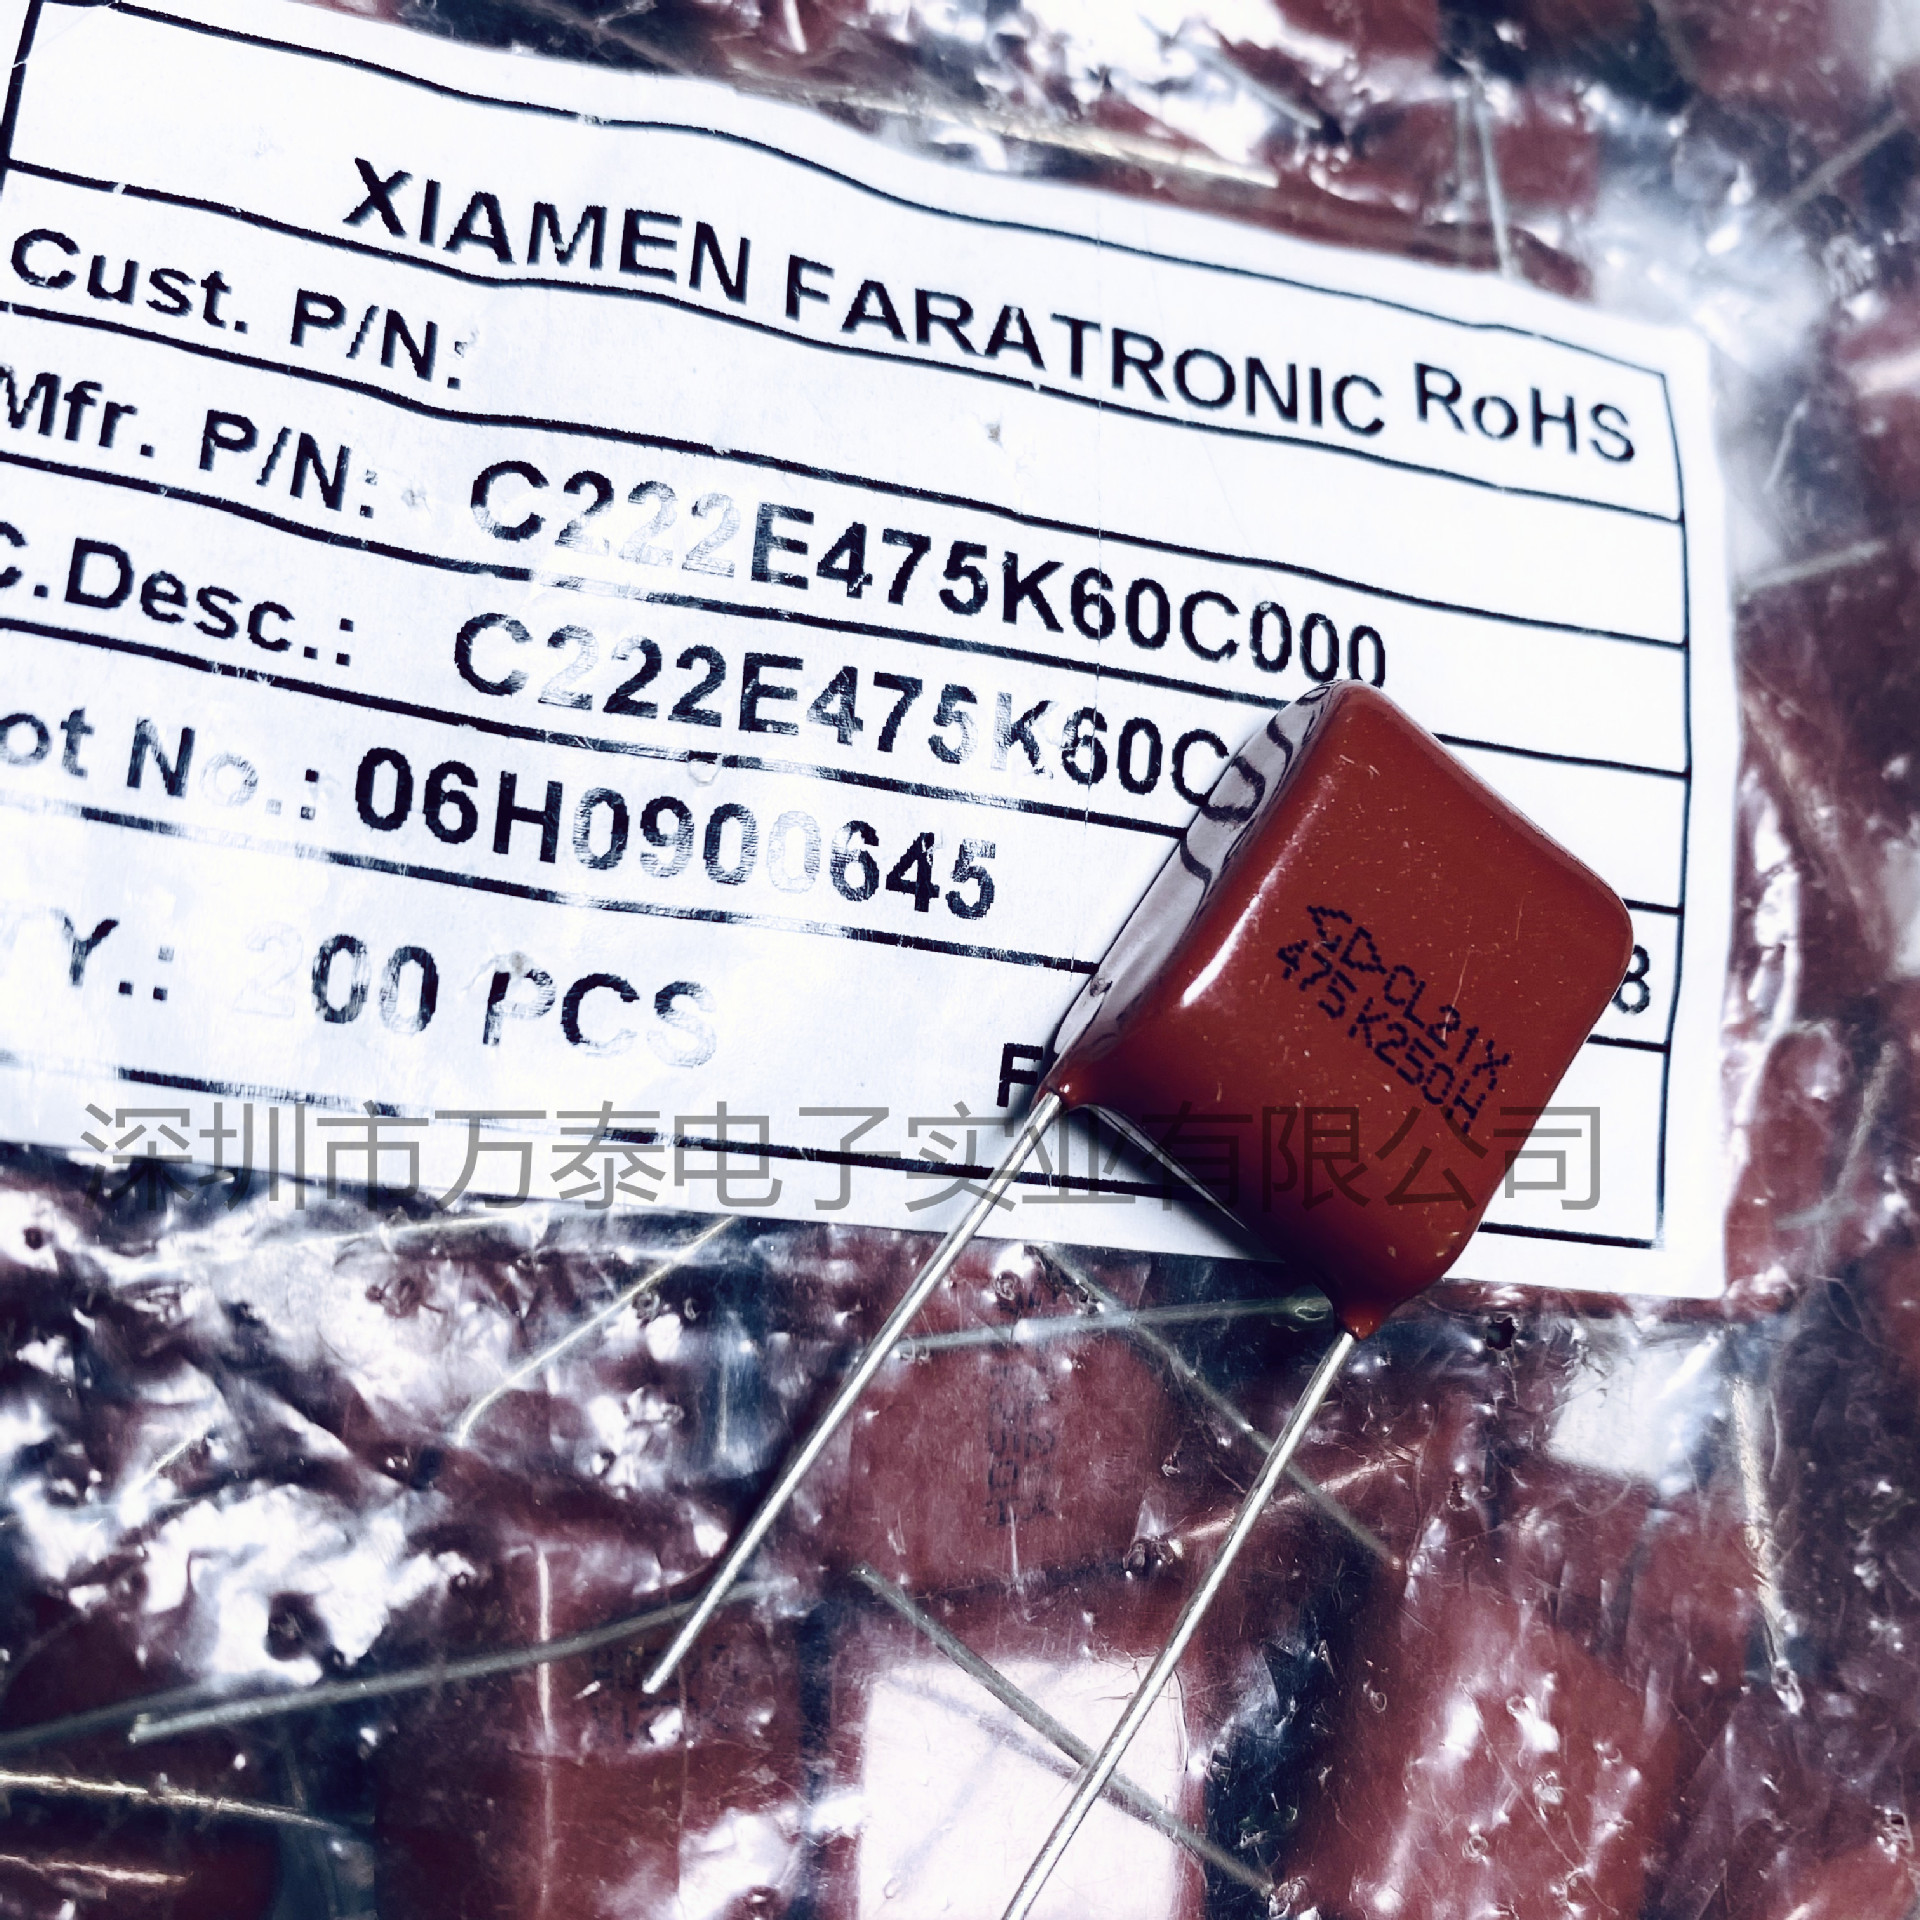 XIAMEN FARATRONIC RoHS
Cust. P/N:
Mfr. P/N: C222E475K60C000
C.Desc.: C222E475K60C
ot No.: 06H0900645
Y.: 200 PCS
8
F
CL21X
475K250H
深圳市万泰电子实业有限公司